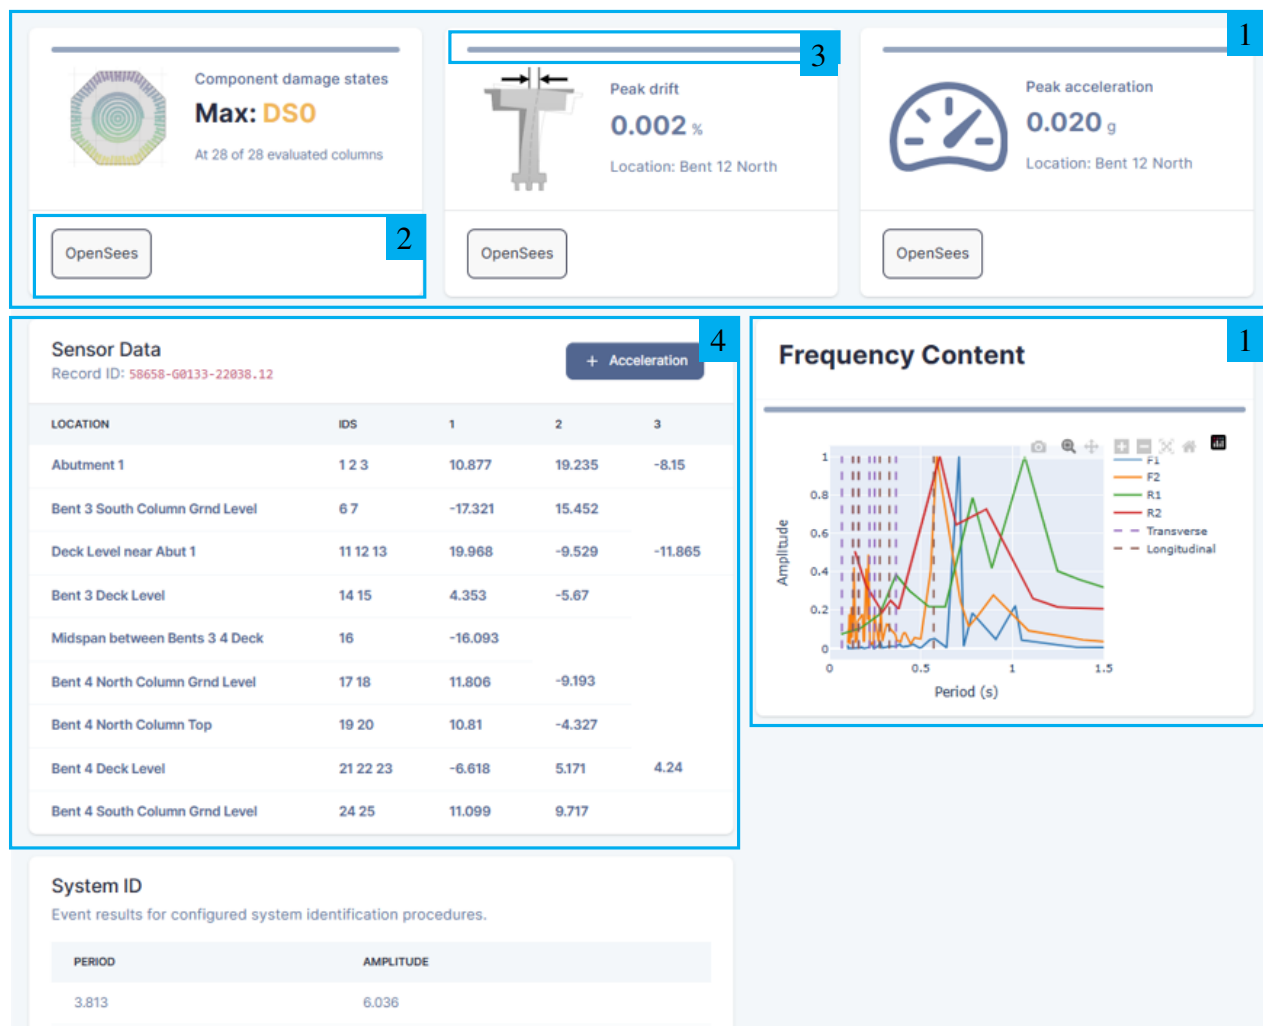 1
3
Component damage states
Max: DS0
At 28 of 28 evaluated columns
Peak drift
0.002 %
Location: Bent 12 North
Peak acceleration
0.020 g
Location: Bent 12 North
2
OpenSees
OpenSees
OpenSees
4
Sensor Data
Record ID: 58658-G0133-22038.12
+ Acceleration
LOCATION IDS 1 2 3
Abutment 1 1 2 3 10.877 19.235 -8.15
Bent 3 South Column Grnd Level 6 7 -17.321 15.452
Deck Level near Abut 1 11 12 13 19.968 -9.529 -11.865
Bent 3 Deck Level 14 15 4.353 -5.67
Midspan between Bents 3 4 Deck 16 -16.093
Bent 4 North Column Grnd Level 17 18 11.806 -9.193
Bent 4 North Column Top 19 20 10.81 -4.327
Bent 4 Deck Level 21 22 23 -6.618 5.171 4.24
Bent 4 South Column Grnd Level 24 25 11.099 9.717
1
Frequency Content
F1
F2
R1
R2
Transverse
Longitudinal
Amplitude
1
0.8
0.6
0.4
0.2
0
0 0.5 1 1.5
Period (s)
System ID
Event results for configured system identification procedures.
PERIOD AMPLITUDE
3.813 6.036